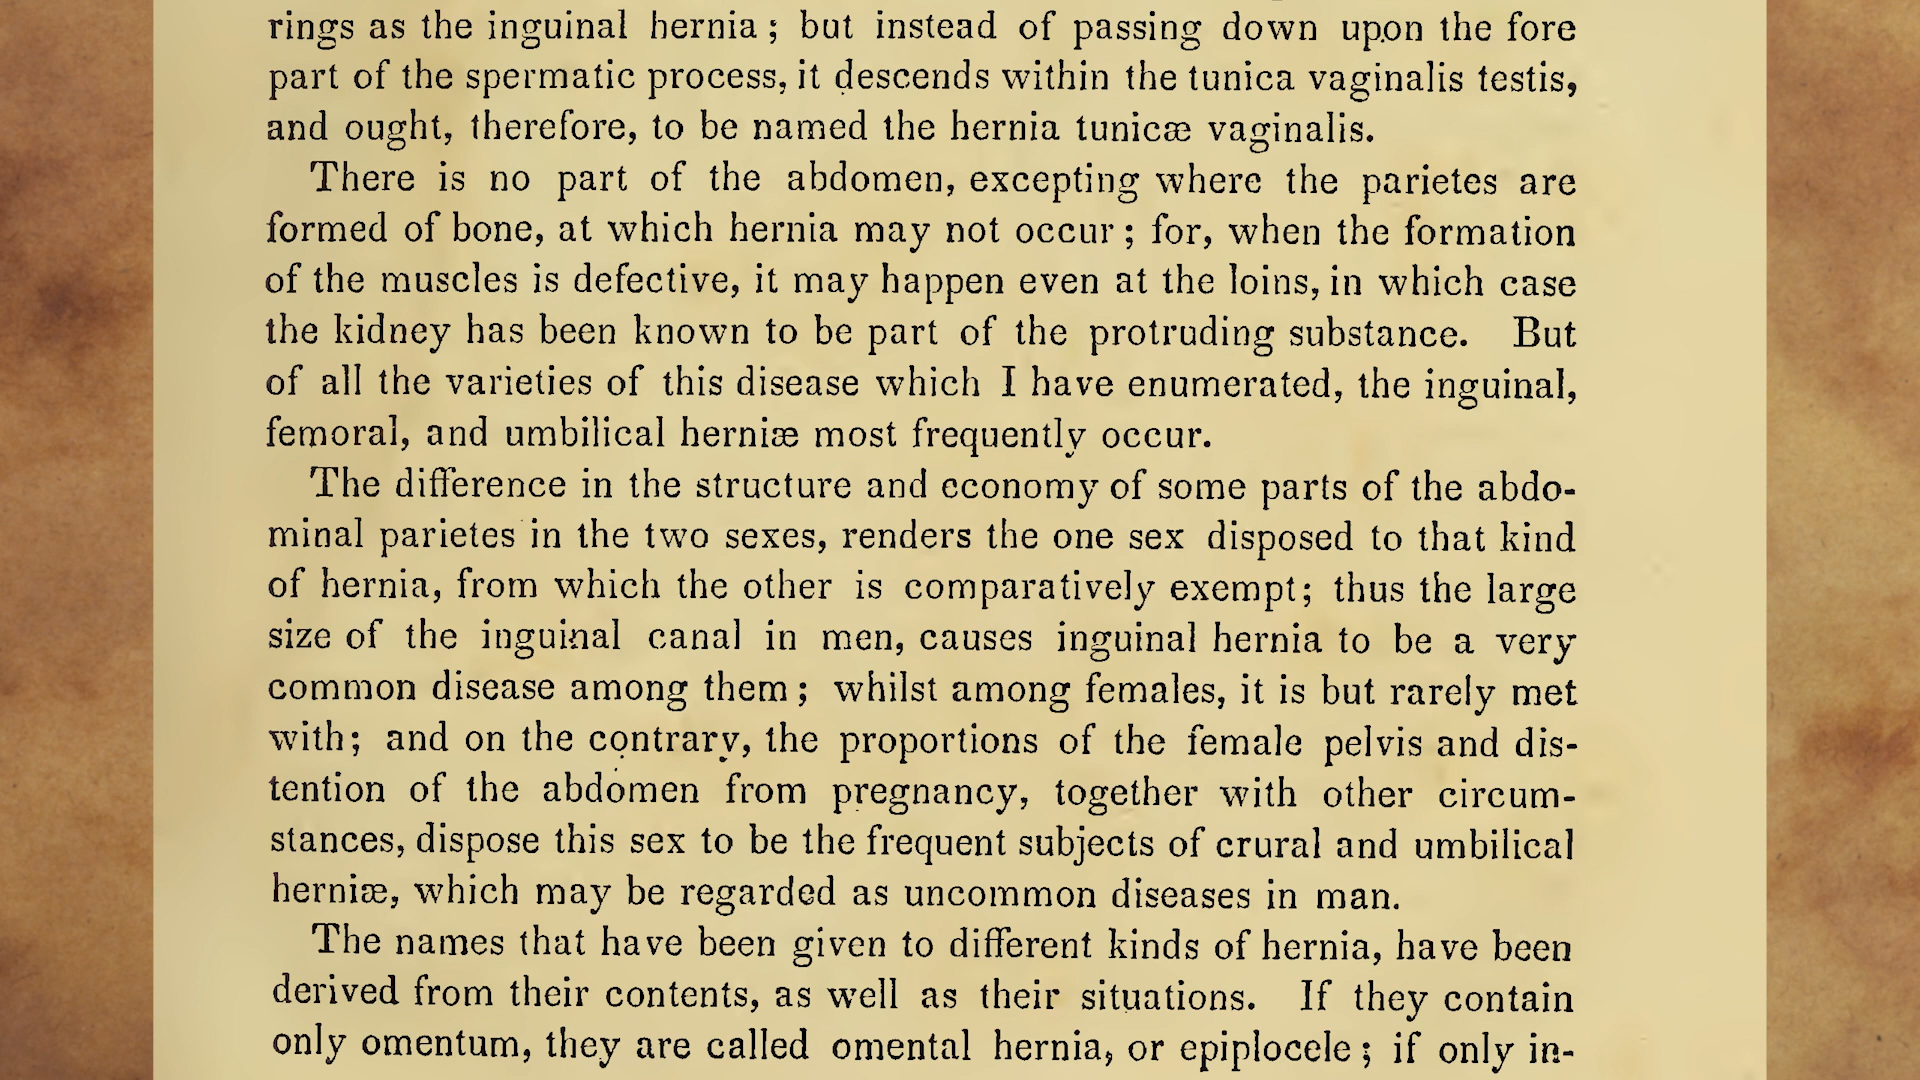 rings as the inguinal hernia; but instead of passing down upon the fore
part of the spermatic process, it descends within the tunica vaginalis testis,
and ought, therefore, to be named the hernia tunicæ vaginalis.
There is no part of the abdomen, excepting where the parietes are
formed of bone, at which hernia may not occur; for, when the formation
of the muscles is defective, it may happen even at the loins, in which case
the kidney has been known to be part of the protruding substance. But
of all the varieties of this disease which I have enumerated, the inguinal,
femoral, and umbilical herniæ most frequently occur.
The difference in the structure and economy of some parts of the abdo-
minal parietes in the two sexes, renders the one sex disposed to that kind
of hernia, from which the other is comparatively exempt; thus the large
size of the inguinal canal in men, causes inguinal hernia to be a very
common disease among them; whilst among females, it is but rarely met
with; and on the contrary, the proportions of the female pelvis and dis-
tention of the abdomen from pregnancy, together with other circum-
stances, dispose this sex to be the frequent subjects of crural and umbilical
herniæ, which may be regarded as uncommon diseases in man.
The names that have been given to different kinds of hernia, have been
derived from their contents, as well as their situations. If they contain
only omentum, they are called omental hernia, or epiplocele; if only in-